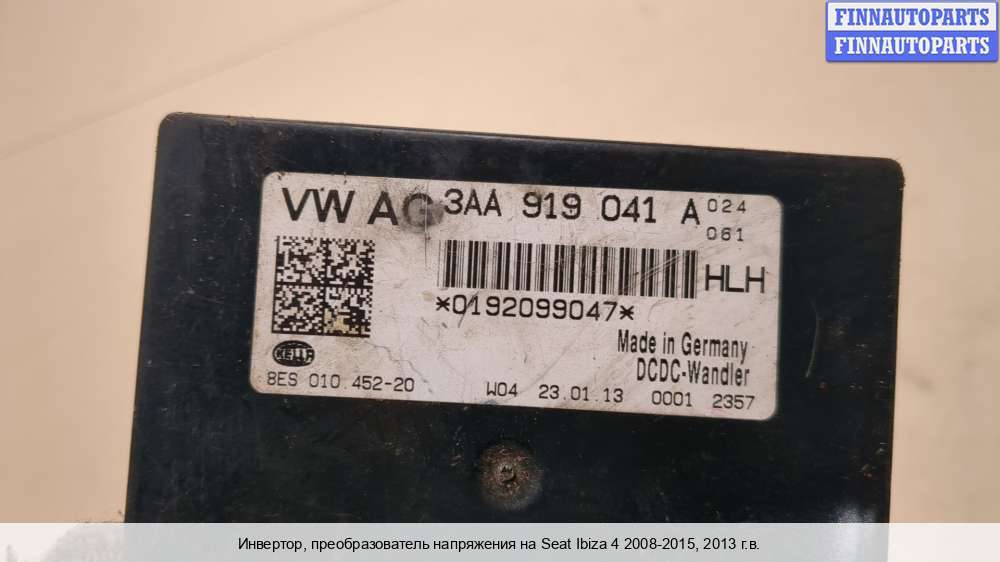 FINNAUTOPARTS
FINNAUTOPARTS
VW AG 3AA 919 041 A 024
061
HLH
*0192099047*
Made in Germany
DCDC-Wandler
HELLA
8ES 010.452-20 W04 23.01.13 0001 2357
Инвертор, преобразователь напряжения на Seat Ibiza 4 2008-2015, 2013 г.в.